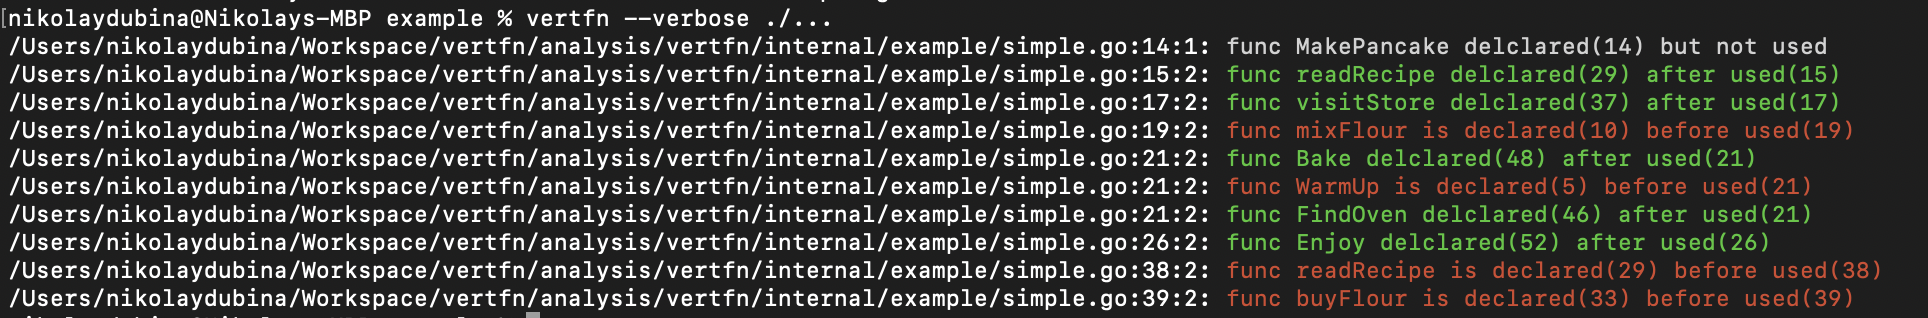 [nikolaydubina@Nikolays-MBP example % vertfn --verbose ./...
/Users/nikolaydubina/Workspace/vertfn/analysis/vertfn/internal/example/simple.go:14:1: func MakePancake delclared(14) but not used
/Users/nikolaydubina/Workspace/vertfn/analysis/vertfn/internal/example/simple.go:15:2: func readRecipe delclared(29) after used(15)
/Users/nikolaydubina/Workspace/vertfn/analysis/vertfn/internal/example/simple.go:17:2: func visitStore delclared(37) after used(17)
/Users/nikolaydubina/Workspace/vertfn/analysis/vertfn/internal/example/simple.go:19:2: func mixFlour is declared(10) before used(19)
/Users/nikolaydubina/Workspace/vertfn/analysis/vertfn/internal/example/simple.go:21:2: func Bake delclared(48) after used(21)
/Users/nikolaydubina/Workspace/vertfn/analysis/vertfn/internal/example/simple.go:21:2: func WarmUp is declared(5) before used(21)
/Users/nikolaydubina/Workspace/vertfn/analysis/vertfn/internal/example/simple.go:21:2: func FindOven delclared(46) after used(21)
/Users/nikolaydubina/Workspace/vertfn/analysis/vertfn/internal/example/simple.go:26:2: func Enjoy delclared(52) after used(26)
/Users/nikolaydubina/Workspace/vertfn/analysis/vertfn/internal/example/simple.go:38:2: func readRecipe is declared(29) before used(38)
/Users/nikolaydubina/Workspace/vertfn/analysis/vertfn/internal/example/simple.go:39:2: func buyFlour is declared(33) before used(39)